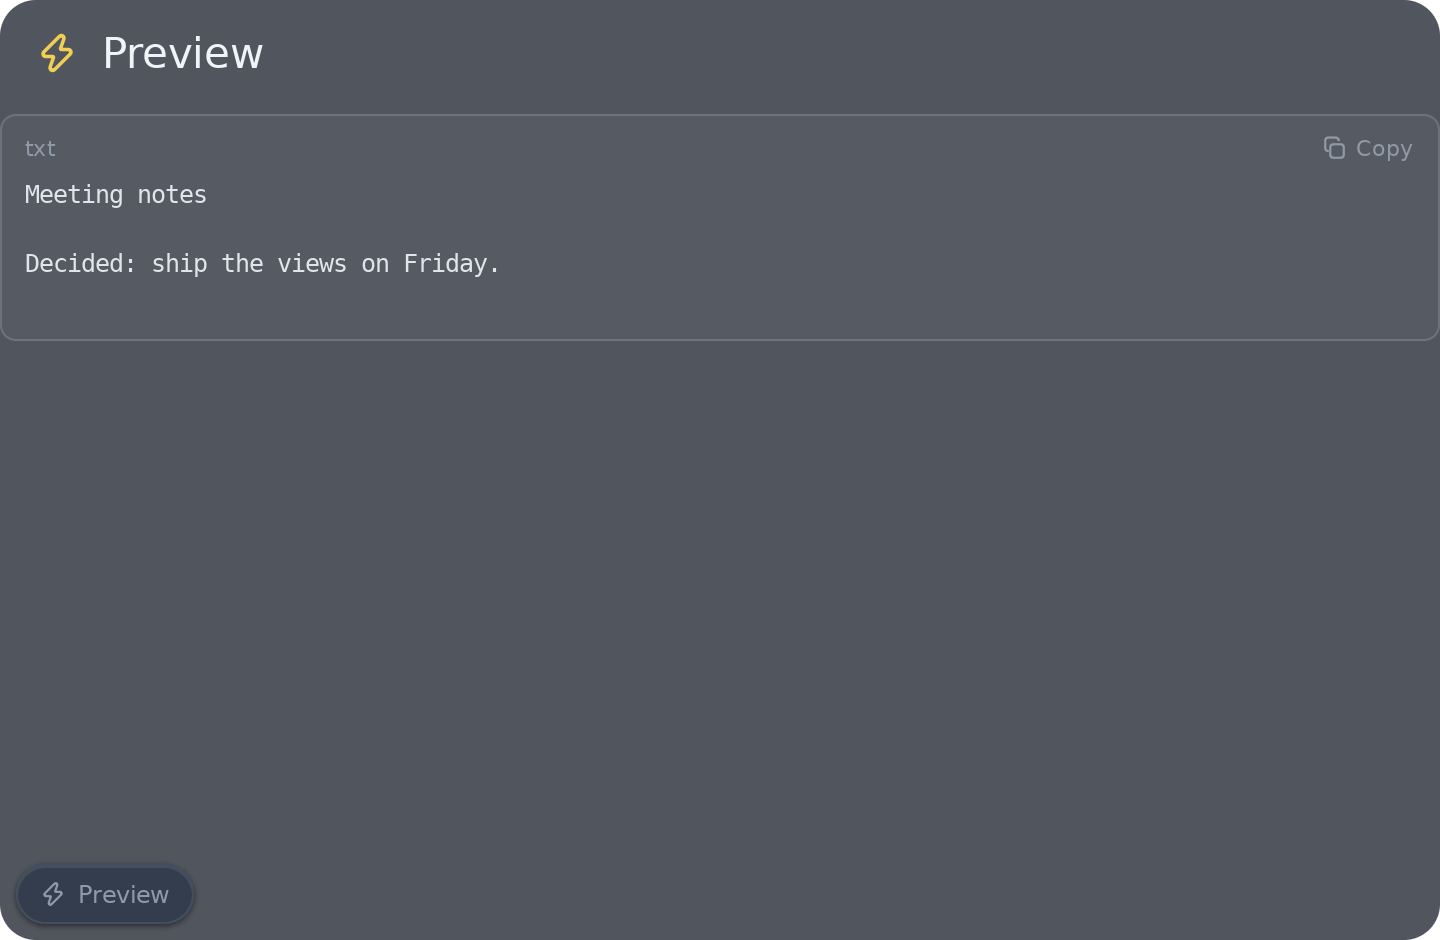 Preview
txt
Copy
Meeting notes
Decided: ship the views on Friday.
Preview